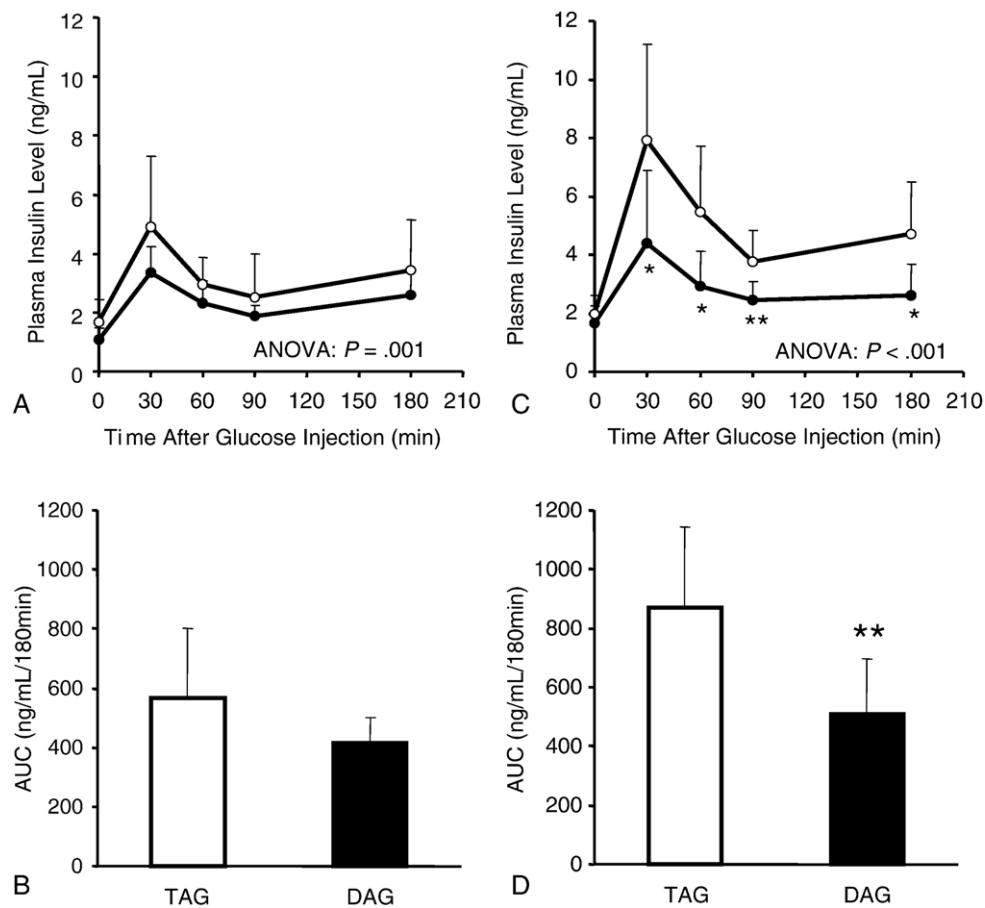 Plasma Insulin Level (ng/mL)
12
10
8
6
4
2
0
ANOVA: P = .001
0 30 60 90 120 150 180 210
Time After Glucose Injection (min)
A
Plasma Insulin Level (ng/mL)
12
10
8
6
4
2
0
* * ** *
ANOVA: P < .001
0 30 60 90 120 150 180 210
Time After Glucose Injection (min)
C
AUC (ng/mL/180min)
1200
1000
800
600
400
200
0
TAG DAG
B
AUC (ng/mL/180min)
1200
1000
800
600
400
200
0
**
TAG DAG
D